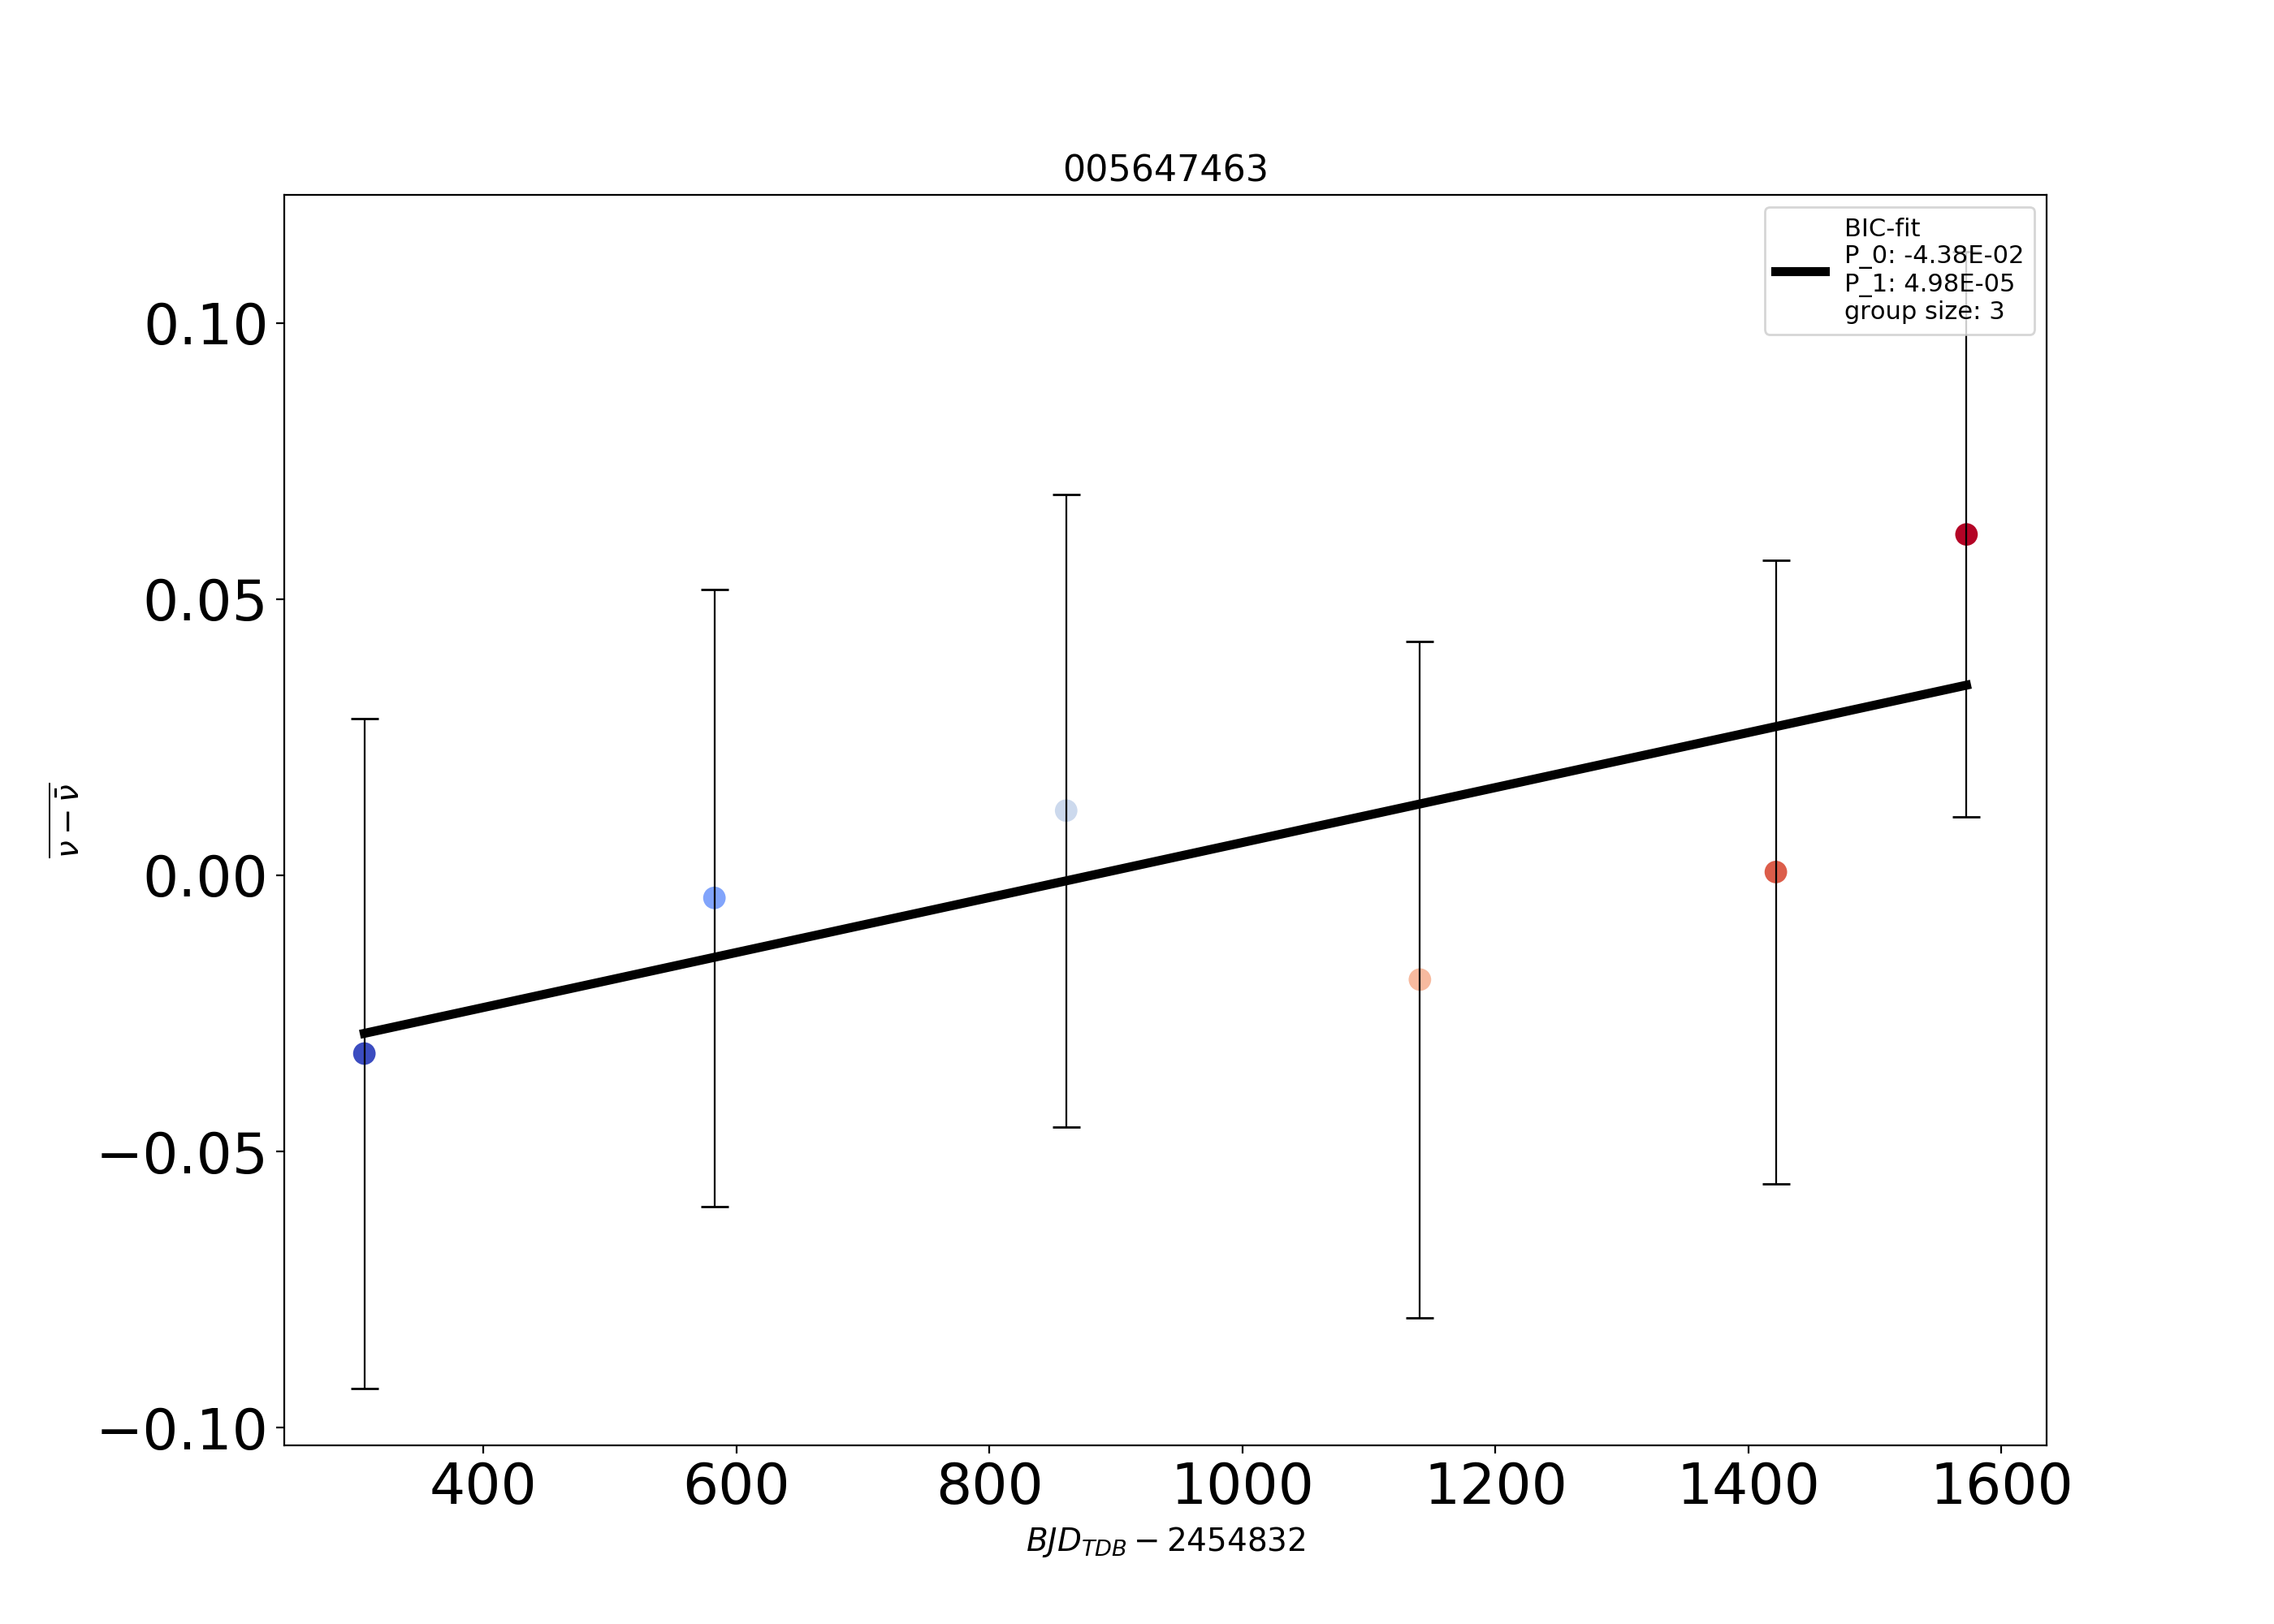 005647463
BIC-fit
P_0: -4.38E-02
P_1: 4.98E-05
group size: 3
0.10
0.05
0.00
−0.05
−0.10
ν − ν̄
400 600 800 1000 1200 1400 1600
BJD_TDB − 2454832